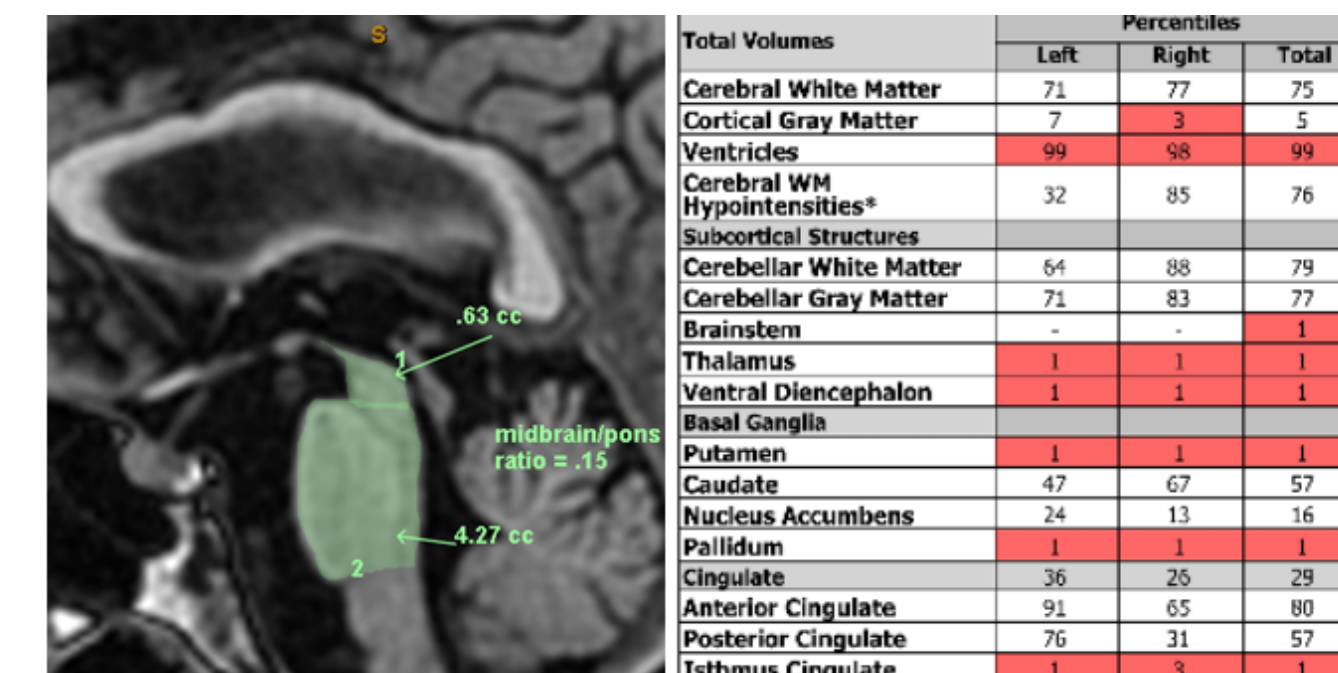 S
.63 cc
1
midbrain/pons
ratio = .15
4.27 cc
2
Total Volumes
Percentiles
Left Right Total
Cerebral White Matter 71 77 75
Cortical Gray Matter 7 3 5
Ventricles 99 98 99
Cerebral WM
Hypointensities* 32 85 76
Subcortical Structures
Cerebellar White Matter 64 88 79
Cerebellar Gray Matter 71 83 77
Brainstem - - 1
Thalamus 1 1 1
Ventral Diencephalon 1 1 1
Basal Ganglia
Putamen 1 1 1
Caudate 47 67 57
Nucleus Accumbens 24 13 16
Pallidum 1 1 1
Cingulate 36 26 29
Anterior Cingulate 91 65 80
Posterior Cingulate 76 31 57
Isthmus Cingulate 1 3 1